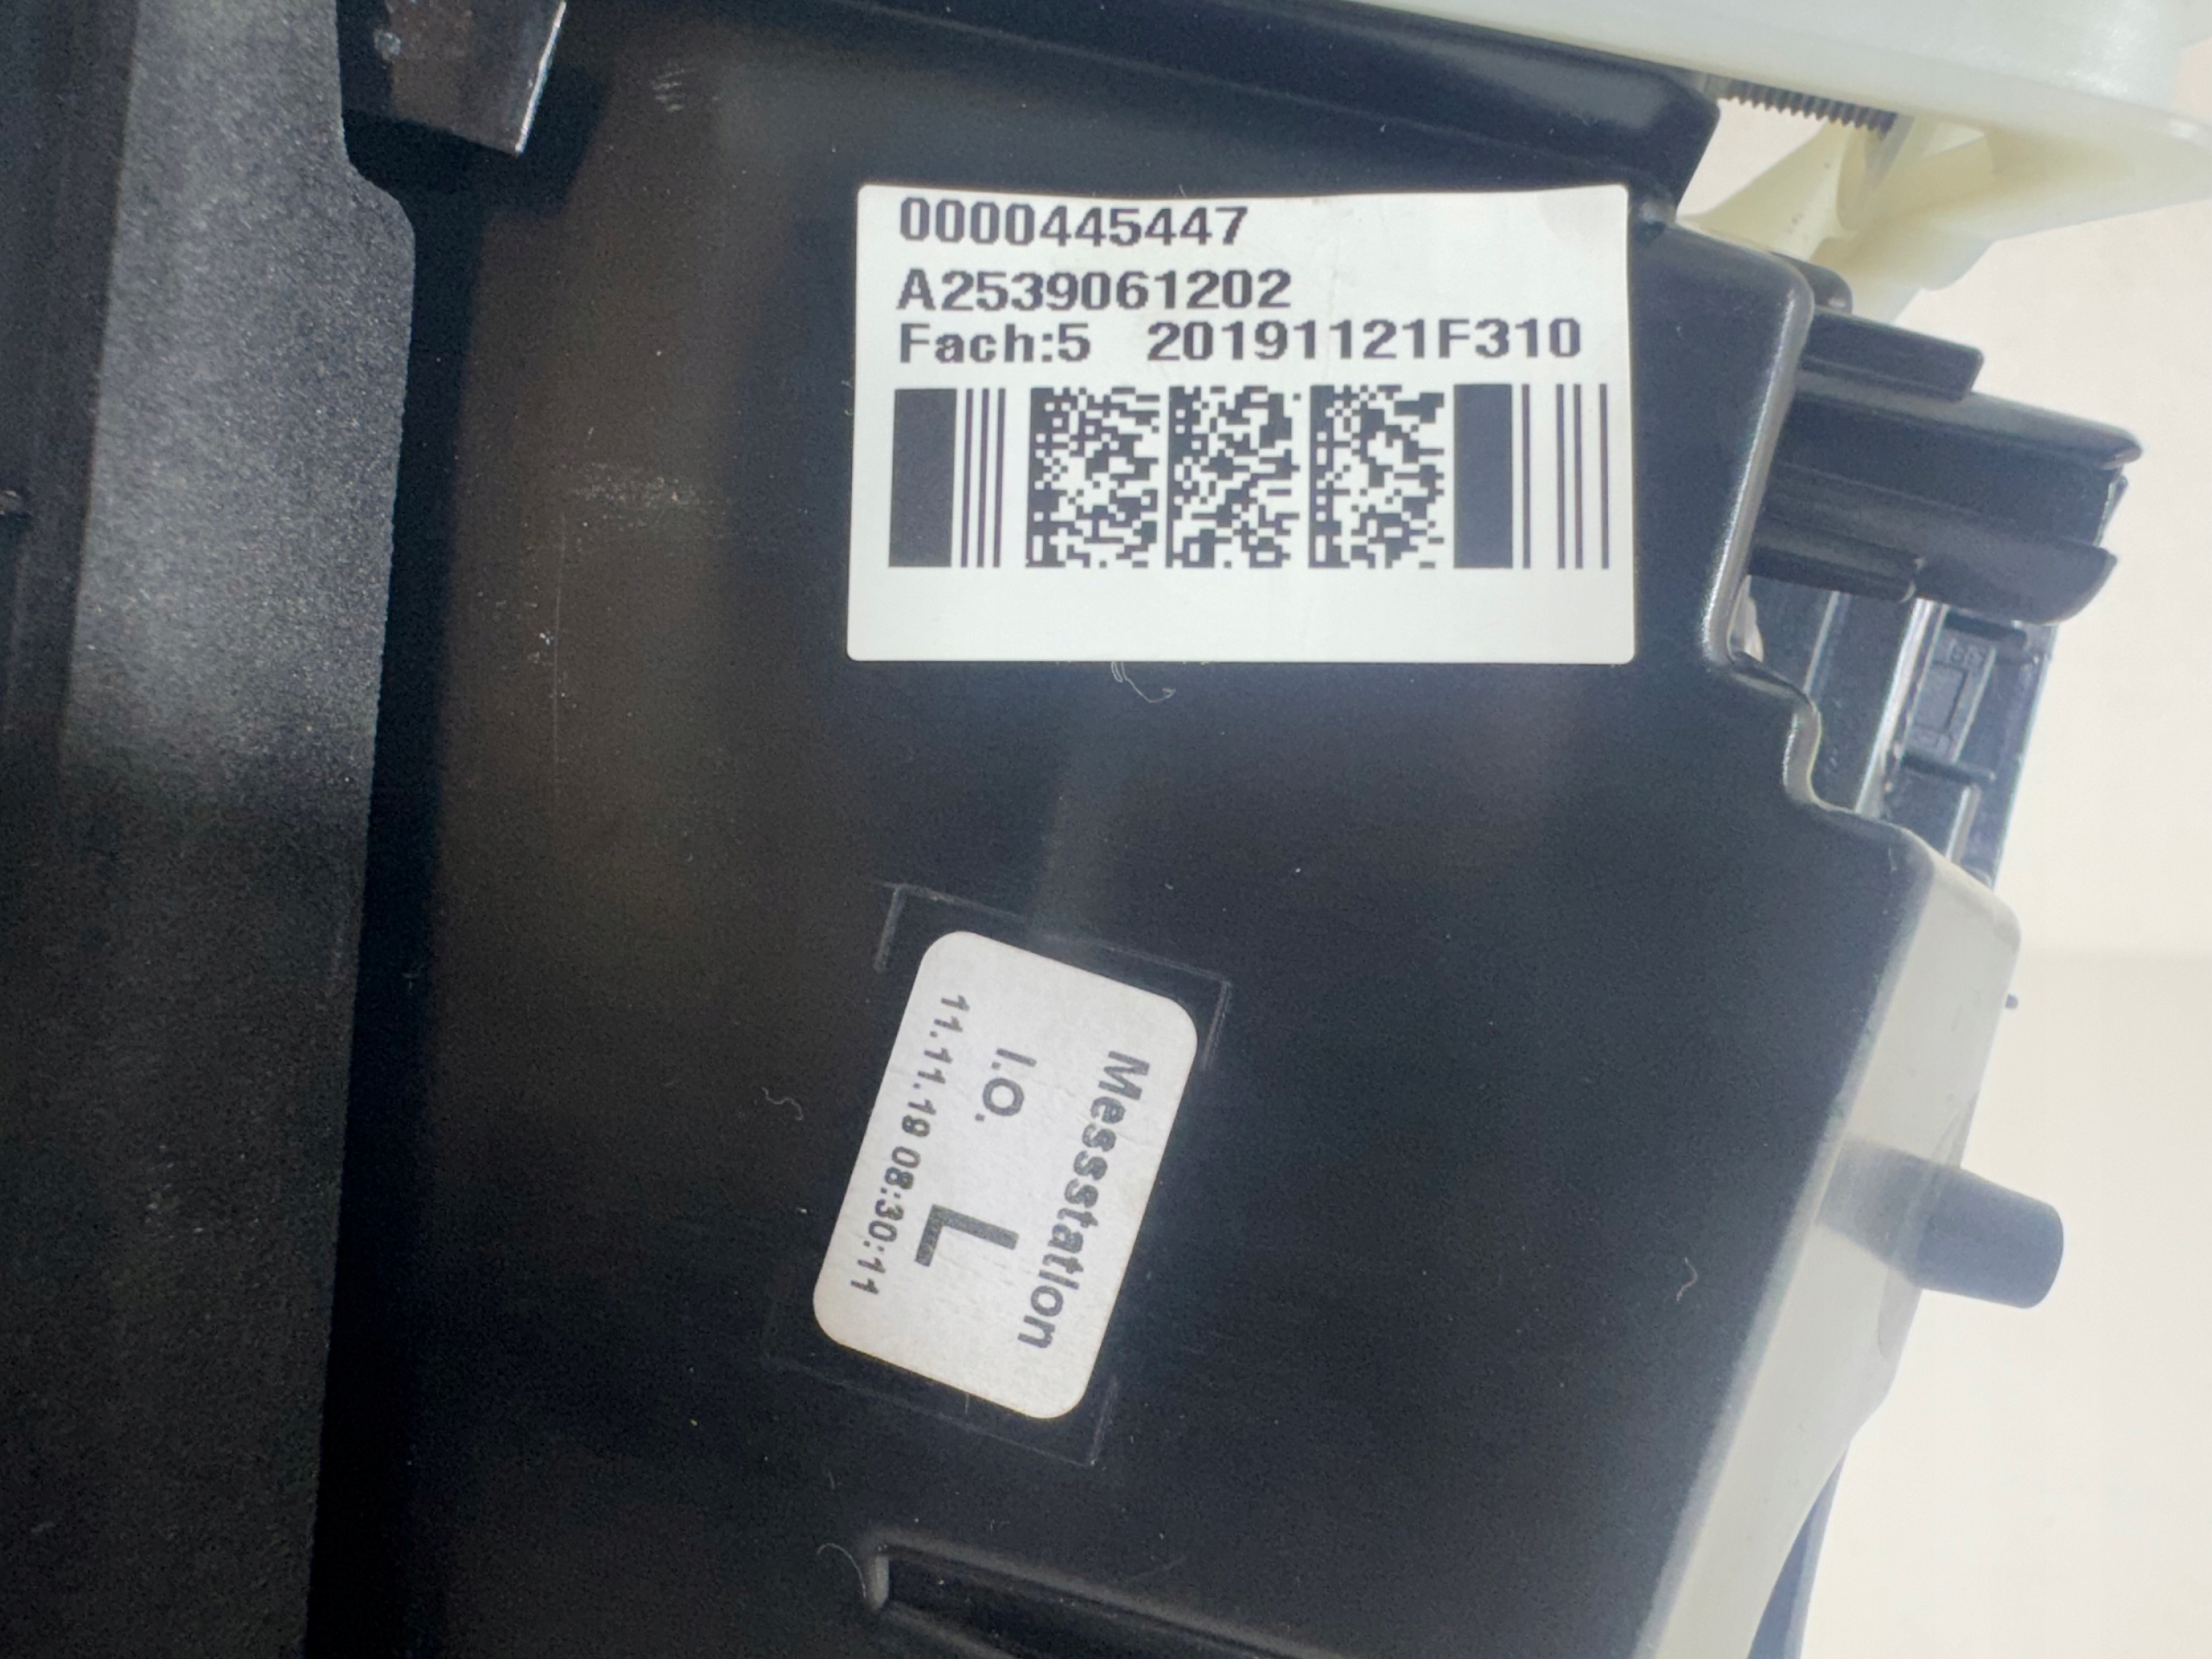 0000445447
A2539061202
Fach:5 20191121F310
Messstation
I.O.
L
11.11.19 08:30:11